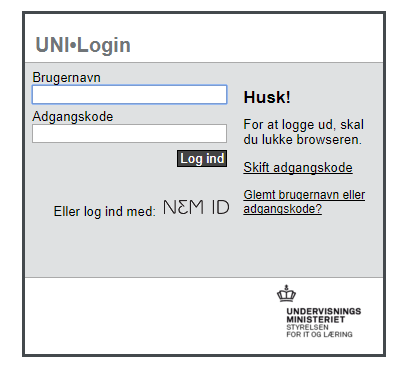 UNI•Login
Brugernavn
Adgangskode
Log ind
Eller log ind med: NEM ID
Husk!
For at logge ud, skal
du lukke browseren.
Skift adgangskode
Glemt brugernavn eller
adgangskode?
UNDERVISNINGS
MINISTERIET
STYRELSEN
FOR IT OG LÆRING